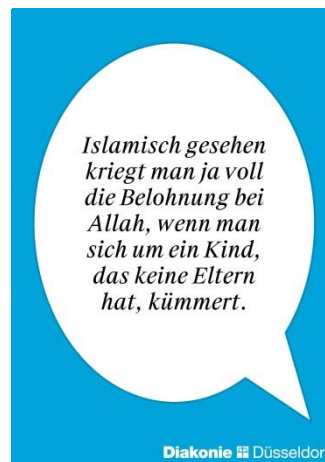 Islamisch gesehen
kriegt man ja voll
die Belohnung bei
Allah, wenn man
sich um ein Kind,
das keine Eltern
hat, kümmert.
Diakonie Düsseldor